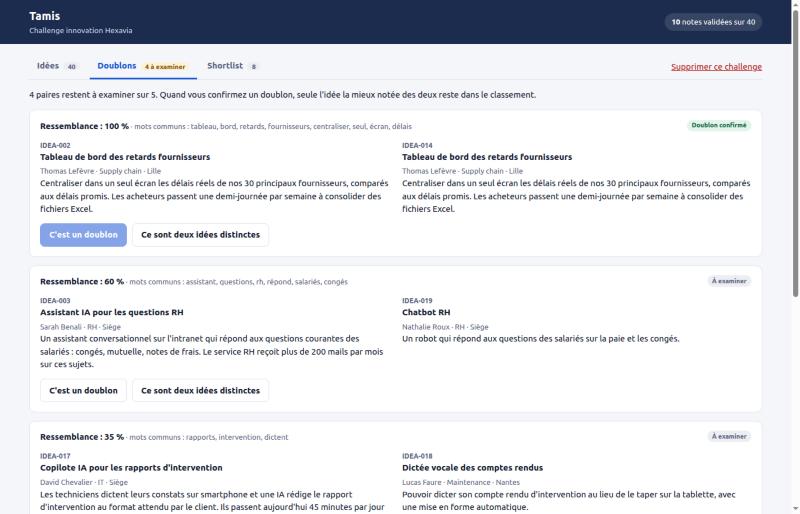 Tamis
Challenge innovation Hexavia
10 notes validées sur 40
Idées 40 Doublons 4 à examiner Shortlist 8
Supprimer ce challenge
4 paires restent à examiner sur 5. Quand vous confirmez un doublon, seule l'idée la mieux notée des deux reste dans le classement.
Ressemblance : 100 % · mots communs : tableau, bord, retards, fournisseurs, centraliser, seul, écran, délais
Doublon confirmé
IDEA-002
Tableau de bord des retards fournisseurs
Thomas Lefèvre · Supply chain · Lille
Centraliser dans un seul écran les délais réels de nos 30 principaux fournisseurs, comparés
aux délais promis. Les acheteurs passent une demi-journée par semaine à consolider des
fichiers Excel.
IDEA-014
Tableau de bord des retards fournisseurs
Thomas Lefèvre · Supply chain · Lille
Centraliser dans un seul écran les délais réels de nos 30 principaux fournisseurs, comparés
aux délais promis. Les acheteurs passent une demi-journée par semaine à consolider des
fichiers Excel.
C'est un doublon
Ce sont deux idées distinctes
Ressemblance : 60 % · mots communs : assistant, questions, rh, répond, salariés, congés
À examiner
IDEA-003
Assistant IA pour les questions RH
Sarah Benali · RH · Siège
Un assistant conversationnel sur l'intranet qui répond aux questions courantes des
salariés : congés, mutuelle, notes de frais. Le service RH reçoit plus de 200 mails par mois
sur ces sujets.
IDEA-019
Chatbot RH
Nathalie Roux · RH · Siège
Un robot qui répond aux questions des salariés sur la paie et les congés.
C'est un doublon
Ce sont deux idées distinctes
Ressemblance : 35 % · mots communs : rapports, intervention, dictent
À examiner
IDEA-017
Copilote IA pour les rapports d'intervention
David Chevalier · IT · Siège
Les techniciens dictent leurs constats sur smartphone et une IA rédige le rapport
d'intervention au format attendu par le client. Ils passent aujourd'hui 45 minutes par jour
IDEA-018
Dictée vocale des comptes rendus
Lucas Faure · Maintenance · Nantes
Pouvoir dicter son compte rendu d'intervention au lieu de le taper sur la tablette, avec
une mise en forme automatique.